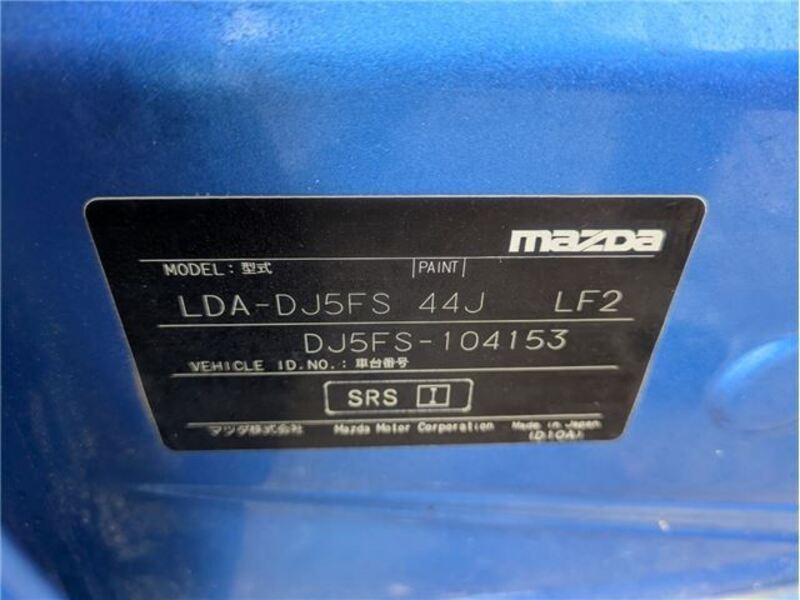 mazda
MODEL : 型式 |PAINT|
LDA-DJ5FS 44J LF2
DJ5FS-104153
VEHICLE ID.NO. : 車台番号
SRS I
マツダ株式会社 Mazda Motor Corporation Made in Japan
(D10A)